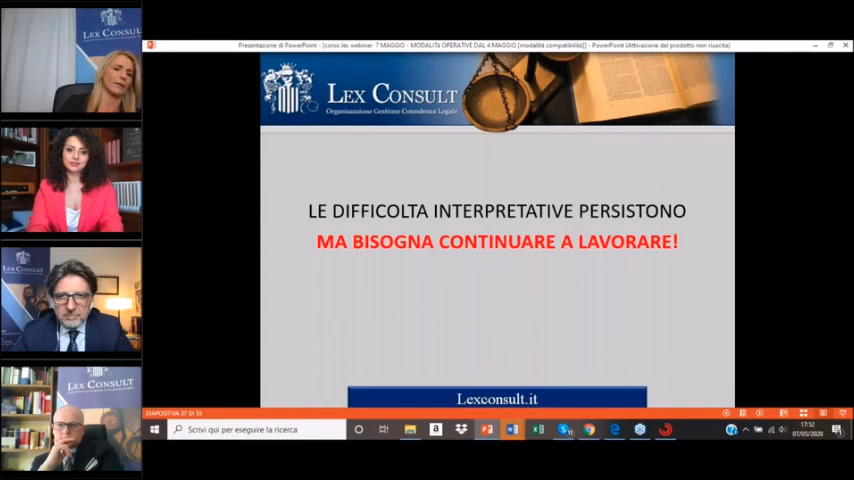 LEX CONSULT
Presentazione di PowerPoint - [corso lex webinar 7 MAGGIO - MODALITà OPERATIVE DAL 4 MAGGIO [modalità compatibilità]] - PowerPoint (Attivazione del prodotto non riuscita)
LEX CONSULT
Organizzazione Gestione Consulenza Legale
LE DIFFICOLTA INTERPRETATIVE PERSISTONO
MA BISOGNA CONTINUARE A LAVORARE!
LEX CONSULT
LEX CONSULT
Lexconsult.it
DIAPOSITIVA 37 DI 55
Scrivi qui per eseguire la ricerca
17:52
07/05/2020